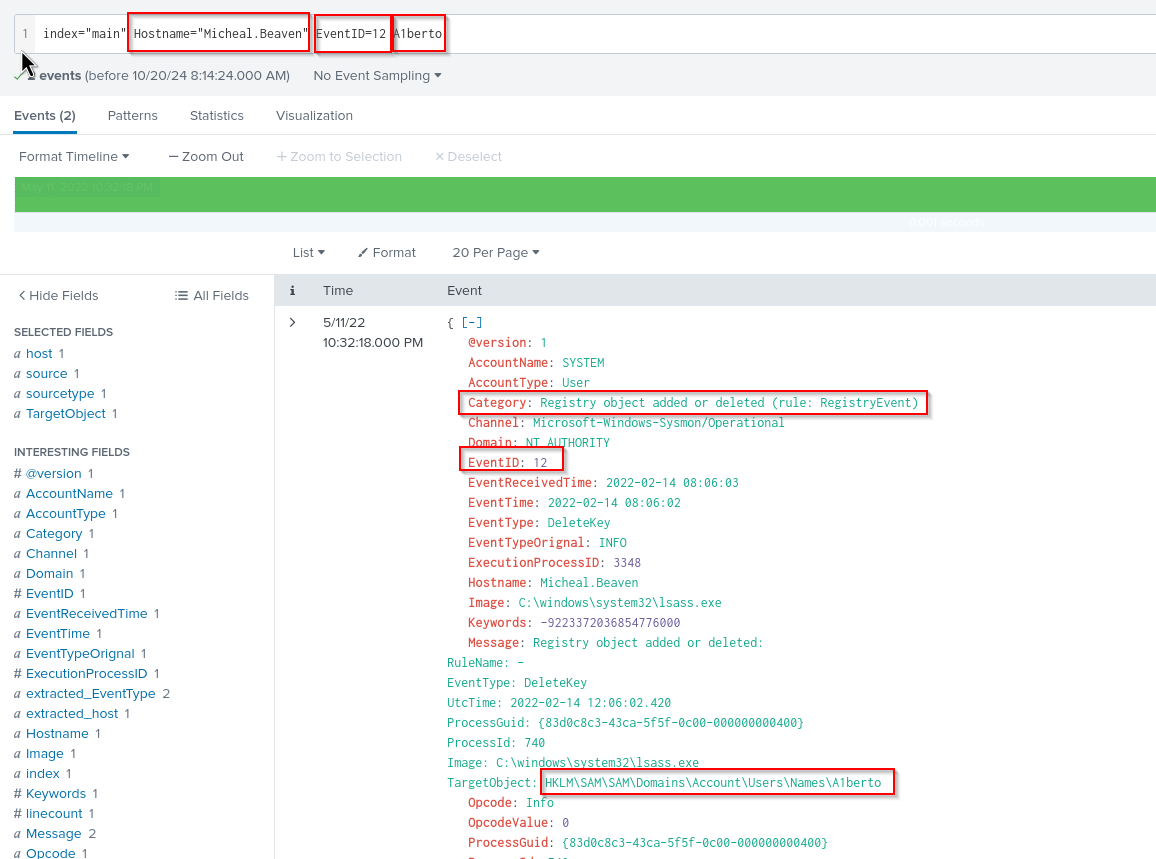 1 index="main" Hostname="Micheal.Beaven" EventID=12 A1berto
events (before 10/20/24 8:14:24.000 AM) No Event Sampling
Events (2) Patterns Statistics Visualization
Format Timeline — Zoom Out + Zoom to Selection × Deselect
List Format 20 Per Page
Hide Fields All Fields
i Time Event
SELECTED FIELDS
a host 1
a source 1
a sourcetype 1
a TargetObject 1
INTERESTING FIELDS
# @version 1
a AccountName 1
a AccountType 1
a Category 1
a Channel 1
a Domain 1
# EventID 1
a EventReceivedTime 1
a EventTime 1
a EventTypeOrignal 1
# ExecutionProcessID 1
a extracted_EventType 2
a extracted_host 1
a Hostname 1
a Image 1
a index 1
# Keywords 1
# linecount 1
a Message 2
a Opcode 1
5/11/22
10:32:18.000 PM
{ [-]
@version: 1
AccountName: SYSTEM
AccountType: User
Category: Registry object added or deleted (rule: RegistryEvent)
Channel: Microsoft-Windows-Sysmon/Operational
Domain: NT AUTHORITY
EventID: 12
EventReceivedTime: 2022-02-14 08:06:03
EventTime: 2022-02-14 08:06:02
EventType: DeleteKey
EventTypeOrignal: INFO
ExecutionProcessID: 3348
Hostname: Micheal.Beaven
Image: C:\windows\system32\lsass.exe
Keywords: -9223372036854776000
Message: Registry object added or deleted:
RuleName: -
EventType: DeleteKey
UtcTime: 2022-02-14 12:06:02.420
ProcessGuid: {83d0c8c3-43ca-5f5f-0c00-000000000400}
ProcessId: 740
Image: C:\windows\system32\lsass.exe
TargetObject: HKLM\SAM\SAM\Domains\Account\Users\Names\A1berto
Opcode: Info
OpcodeValue: 0
ProcessGuid: {83d0c8c3-43ca-5f5f-0c00-000000000400}